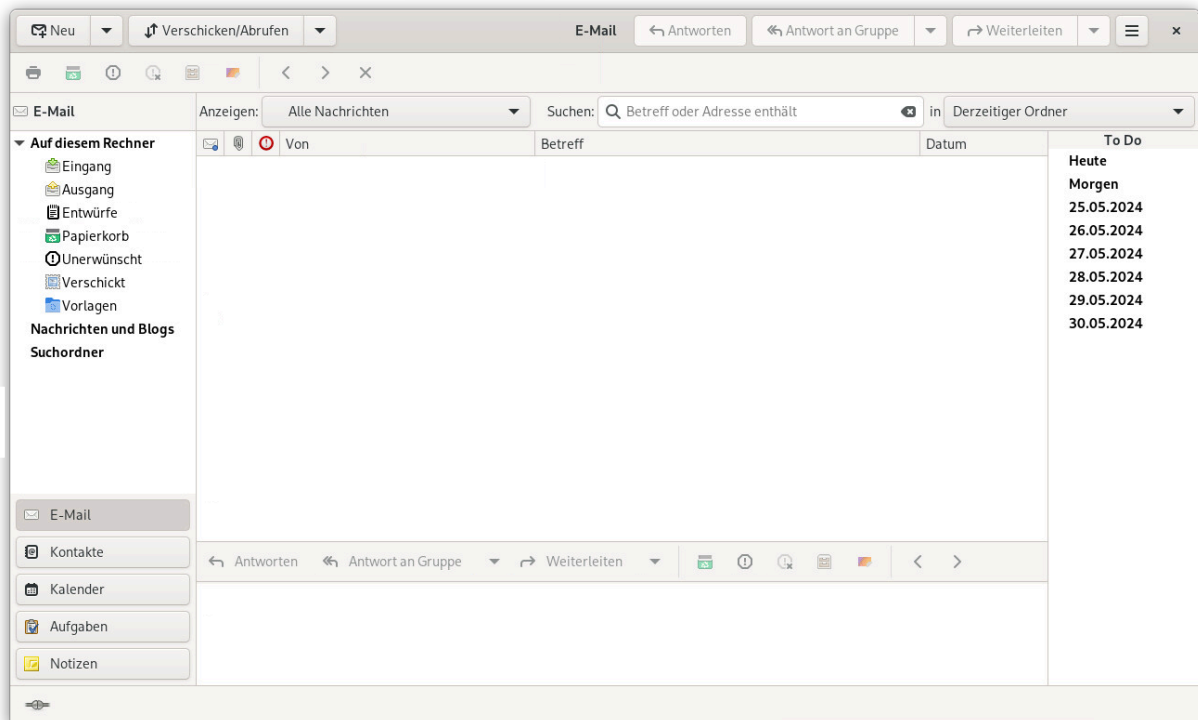 Neu Verschicken/Abrufen E-Mail Antworten Antwort an Gruppe Weiterleiten
E-Mail Anzeigen: Alle Nachrichten Suchen: Betreff oder Adresse enthält in Derzeitiger Ordner
Auf diesem Rechner
Eingang
Ausgang
Entwürfe
Papierkorb
Unerwünscht
Verschickt
Vorlagen
Nachrichten und Blogs
Suchordner
Von Betreff Datum
To Do
Heute
Morgen
25.05.2024
26.05.2024
27.05.2024
28.05.2024
29.05.2024
30.05.2024
E-Mail
Kontakte
Kalender
Aufgaben
Notizen
Antworten Antwort an Gruppe Weiterleiten